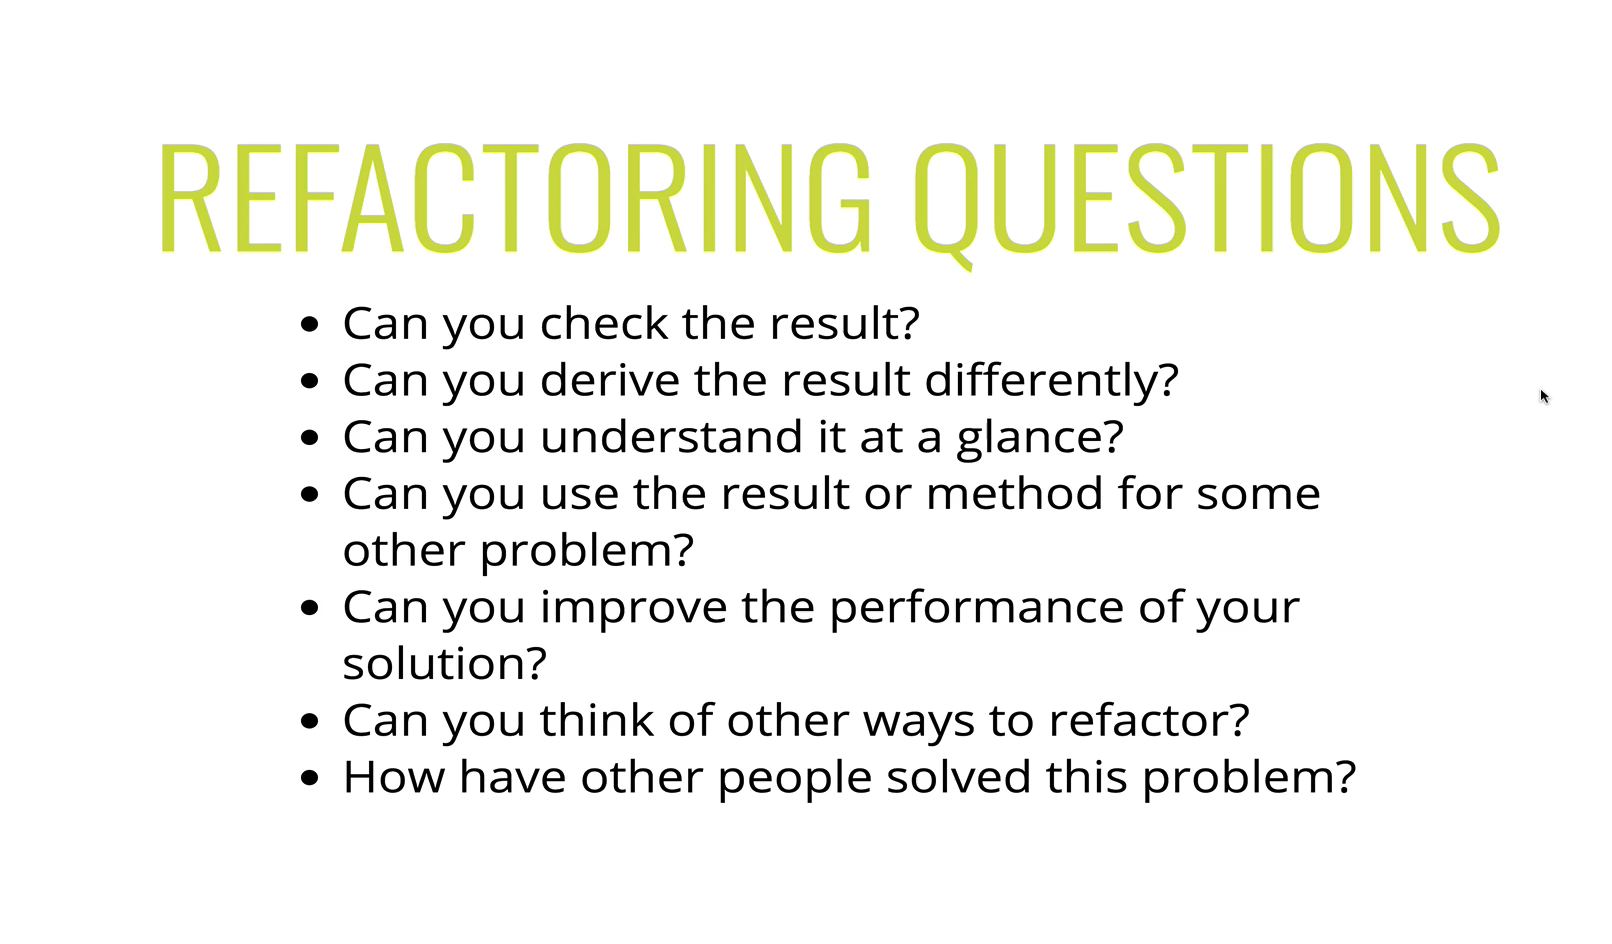 REFACTORING QUESTIONS
• Can you check the result?
• Can you derive the result differently?
• Can you understand it at a glance?
• Can you use the result or method for some
other problem?
• Can you improve the performance of your
solution?
• Can you think of other ways to refactor?
• How have other people solved this problem?